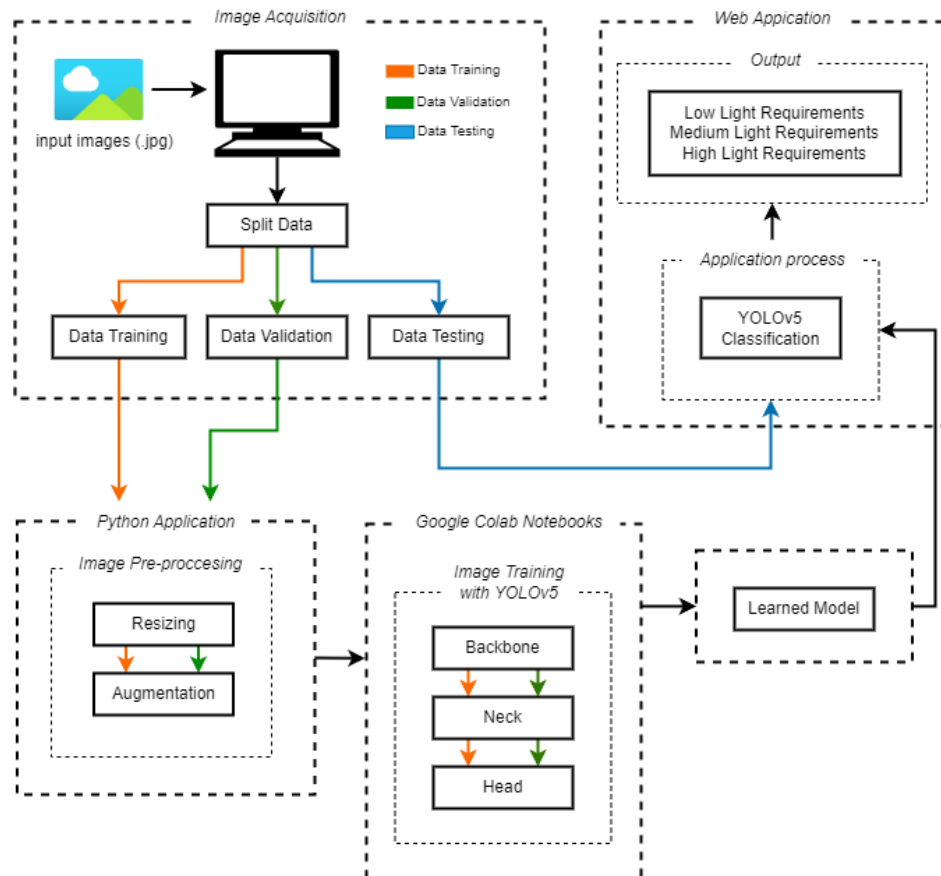 Image Acquisition
input images (.jpg)
Data Training
Data Validation
Data Testing
Split Data
Data Training
Data Validation
Data Testing
Web Appication
Output
Low Light Requirements
Medium Light Requirements
High Light Requirements
Application process
YOLOv5
Classification
Python Application
Image Pre-proccesing
Resizing
Augmentation
Google Colab Notebooks
Image Training
with YOLOv5
Backbone
Neck
Head
Learned Model